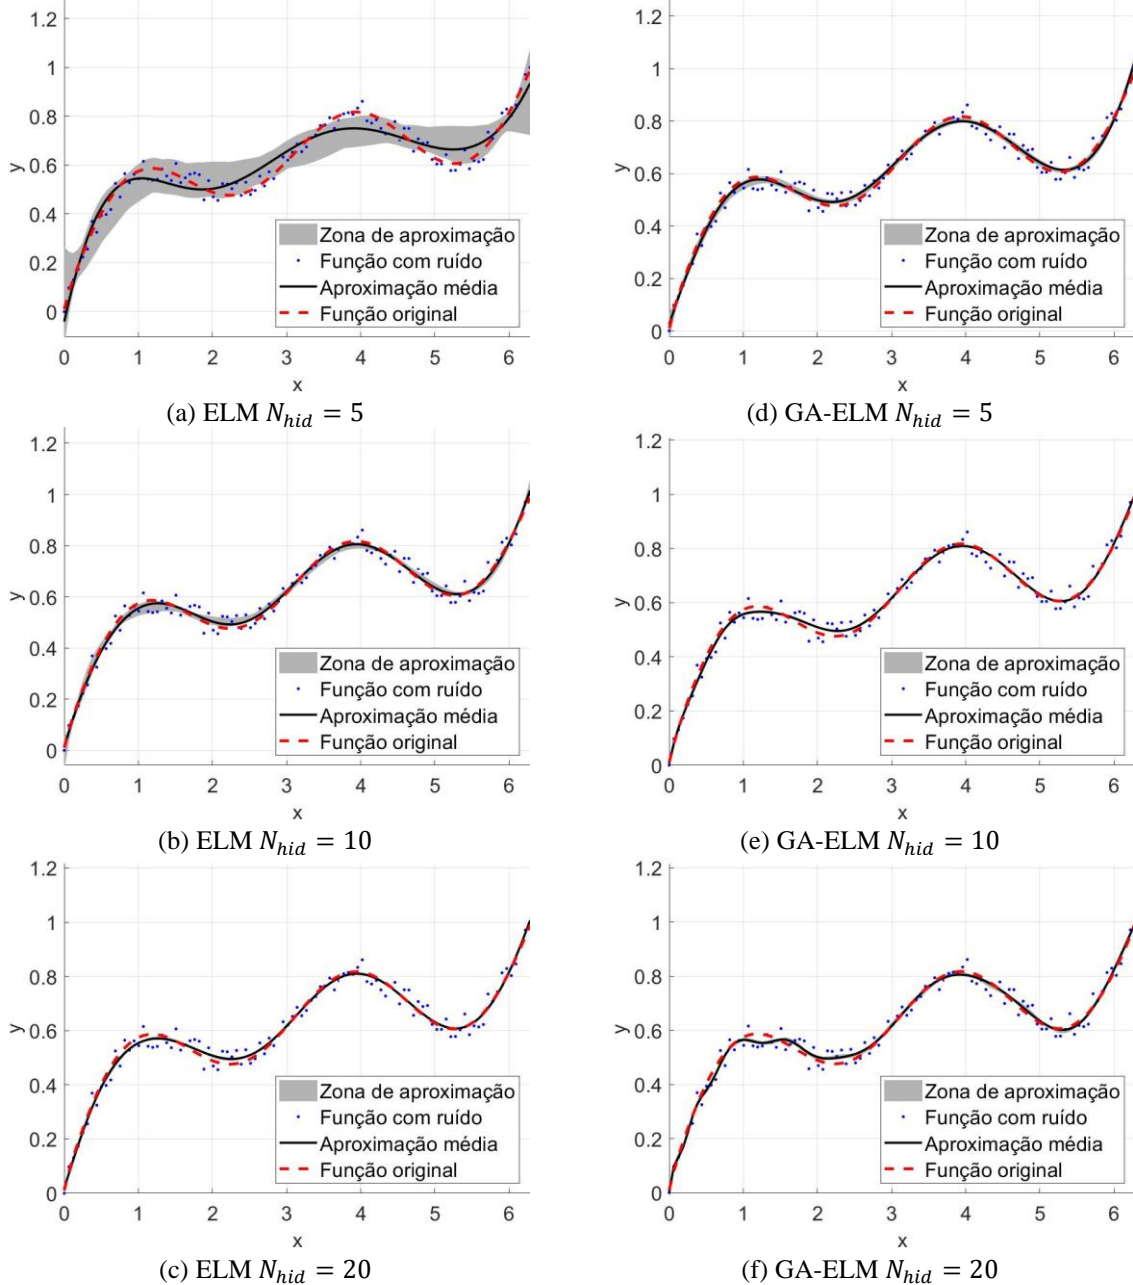 1.2
1
0.8
0.6
0.4
0.2
0
y
Zona de aproximação
Função com ruído
Aproximação média
Função original
0 1 2 3 4 5 6
x
(a) ELM N_hid = 5
1.2
1
0.8
0.6
0.4
0.2
0
y
Zona de aproximação
Função com ruído
Aproximação média
Função original
0 1 2 3 4 5 6
x
(d) GA-ELM N_hid = 5
1.2
1
0.8
0.6
0.4
0.2
0
y
Zona de aproximação
Função com ruído
Aproximação média
Função original
0 1 2 3 4 5 6
x
(b) ELM N_hid = 10
1.2
1
0.8
0.6
0.4
0.2
0
y
Zona de aproximação
Função com ruído
Aproximação média
Função original
0 1 2 3 4 5 6
x
(e) GA-ELM N_hid = 10
1.2
1
0.8
0.6
0.4
0.2
0
y
Zona de aproximação
Função com ruído
Aproximação média
Função original
0 1 2 3 4 5 6
x
(c) ELM N_hid = 20
1.2
1
0.8
0.6
0.4
0.2
0
y
Zona de aproximação
Função com ruído
Aproximação média
Função original
0 1 2 3 4 5 6
x
(f) GA-ELM N_hid = 20